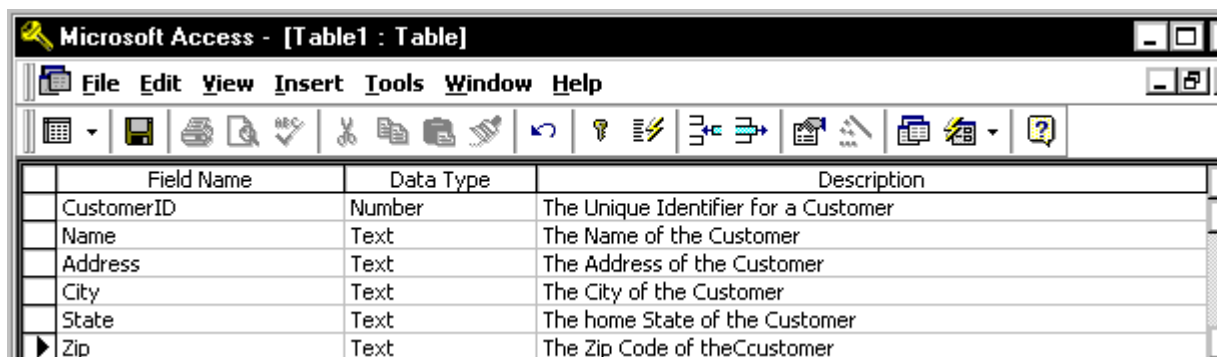 Microsoft Access - [Table1 : Table]
File Edit View Insert Tools Window Help
ABC
Field Name Data Type Description
CustomerID Number The Unique Identifier for a Customer
Name Text The Name of the Customer
Address Text The Address of the Customer
City Text The City of the Customer
State Text The home State of the Customer
Zip Text The Zip Code of theCcustomer